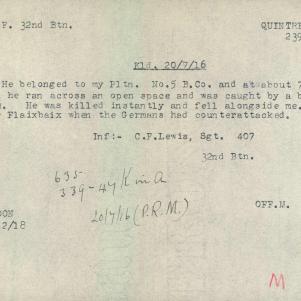 F. 32nd Btn. QUINTRE
239
Kld. 20/7/16
He belonged to my Pltn. No.5 B.Co. and at about 7
he ran across an open space and was caught by a b
He was killed instantly and fell alongside me.
Flaixbaix when the Germans had counterattacked.
Inf:- C.F.Lewis, Sgt. 407
32nd Btn.
635
339-47 K in A
20/7/16 (P.R.M.)
DON OFF.M.
2/18
M